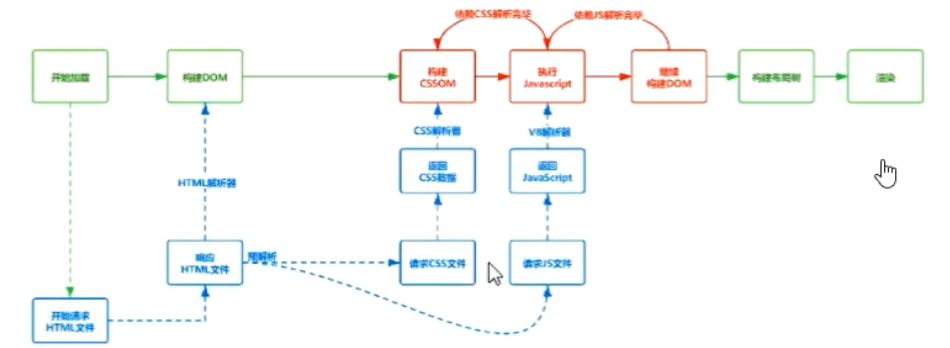 依赖CSS解析完毕
依赖JS解析完毕
开始加载
构建DOM
构建
CSSOM
执行
Javascript
继续
构建DOM
构建布局树
渲染
CSS解析器
V8解析器
返回
CSS数据
返回
JavaScript
HTML解析器
响应
HTML文件
预解析
请求CSS文件
请求JS文件
开始请求
HTML文件